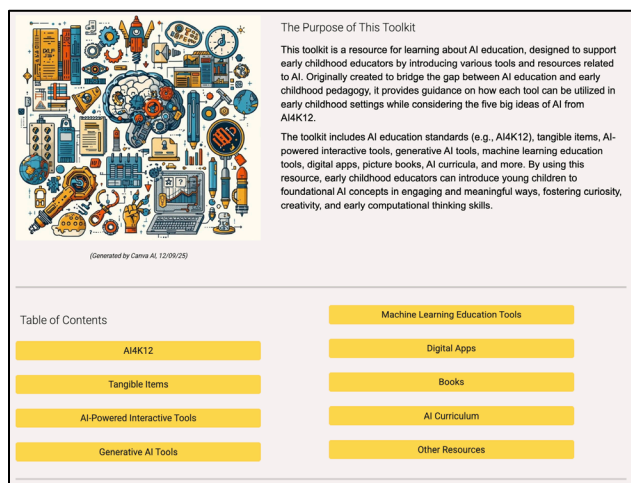 The Purpose of This Toolkit
This toolkit is a resource for learning about AI education, designed to support
early childhood educators by introducing various tools and resources related
to AI. Originally created to bridge the gap between AI education and early
childhood pedagogy, it provides guidance on how each tool can be utilized in
early childhood settings while considering the five big ideas of AI from
AI4K12.
The toolkit includes AI education standards (e.g., AI4K12), tangible items, AI-
powered interactive tools, generative AI tools, machine learning education
tools, digital apps, picture books, AI curricula, and more. By using this
resource, early childhood educators can introduce young children to
foundational AI concepts in engaging and meaningful ways, fostering curiosity,
creativity, and early computational thinking skills.
(Generated by Canva AI, 12/09/25)
Table of Contents
AI4K12
Tangible Items
AI-Powered Interactive Tools
Generative AI Tools
Machine Learning Education Tools
Digital Apps
Books
AI Curriculum
Other Resources